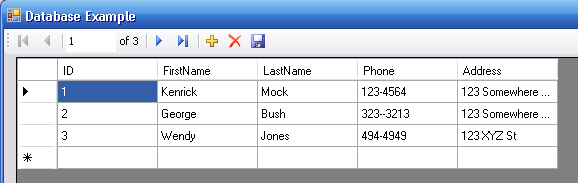 Database Example
1 of 3
ID FirstName LastName Phone Address
1 Kenrick Mock 123-4564 123 Somewhere ...
2 George Bush 323--3213 123 Somewhere ...
3 Wendy Jones 494-4949 123 XYZ St